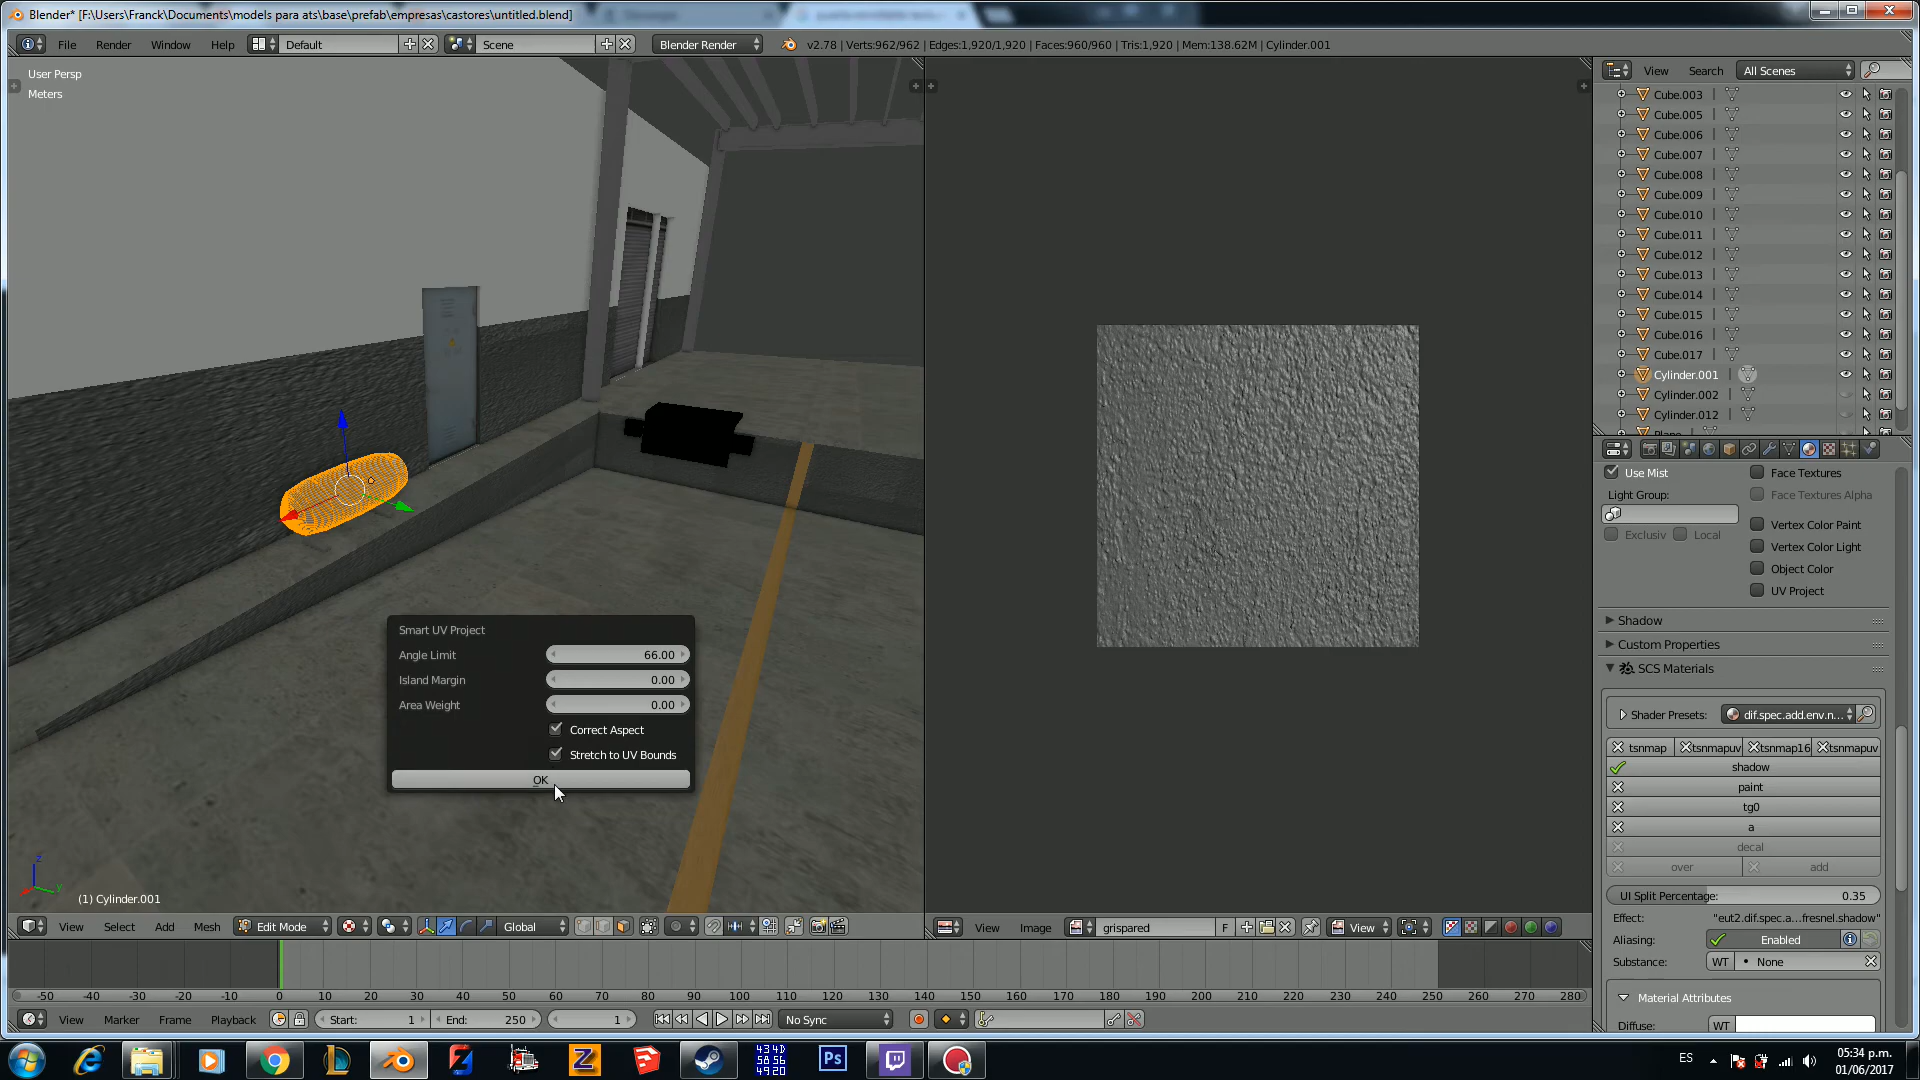 Blender* [F:\Users\Franck\Documents\models para ats\base\prefab\empresas\castores\untitled.blend]
File Render Window Help Default Scene Blender Render v2.78 | Verts:962/962 | Edges:1,920/1,920 | Faces:960/960 | Tris:1,920 | Mem:138.62M | Cylinder.001
User Persp
Meters
View Search All Scenes
Cube.003
Cube.005
Cube.006
Cube.007
Cube.008
Cube.009
Cube.010
Cube.011
Cube.012
Cube.013
Cube.014
Cube.015
Cube.016
Cube.017
Cylinder.001
Cylinder.002
Cylinder.012
Use Mist Face Textures
Light Group: Face Textures Alpha
Vertex Color Paint
Exclusiv Local Vertex Color Light
Object Color
UV Project
Shadow
Custom Properties
SCS Materials
Shader Presets: dif.spec.add.env.n...
tsnmap tsnmapuv tsnmap16 tsnmapuv
shadow
paint
tg0
a
decal
over add
UI Split Percentage: 0.35
Effect: "eut2.dif.spec.a...fresnel.shadow"
Aliasing: Enabled
Substance: WT None
Material Attributes
Diffuse: WT
Smart UV Project
Angle Limit 66.00
Island Margin 0.00
Area Weight 0.00
Correct Aspect
Stretch to UV Bounds
OK
z
y
(1) Cylinder.001
View Select Add Mesh Edit Mode Global
View Image grispared F View
-50 -40 -30 -20 -10 0 10 20 30 40 50 60 70 80 90 100 110 120 130 140 150 160 170 180 190 200 210 220 230 240 250 260 270 280
View Marker Frame Playback Start: 1 End: 250 1 No Sync
434D
5856
4920
Ps
ES
05:34 p.m.
01/06/2017